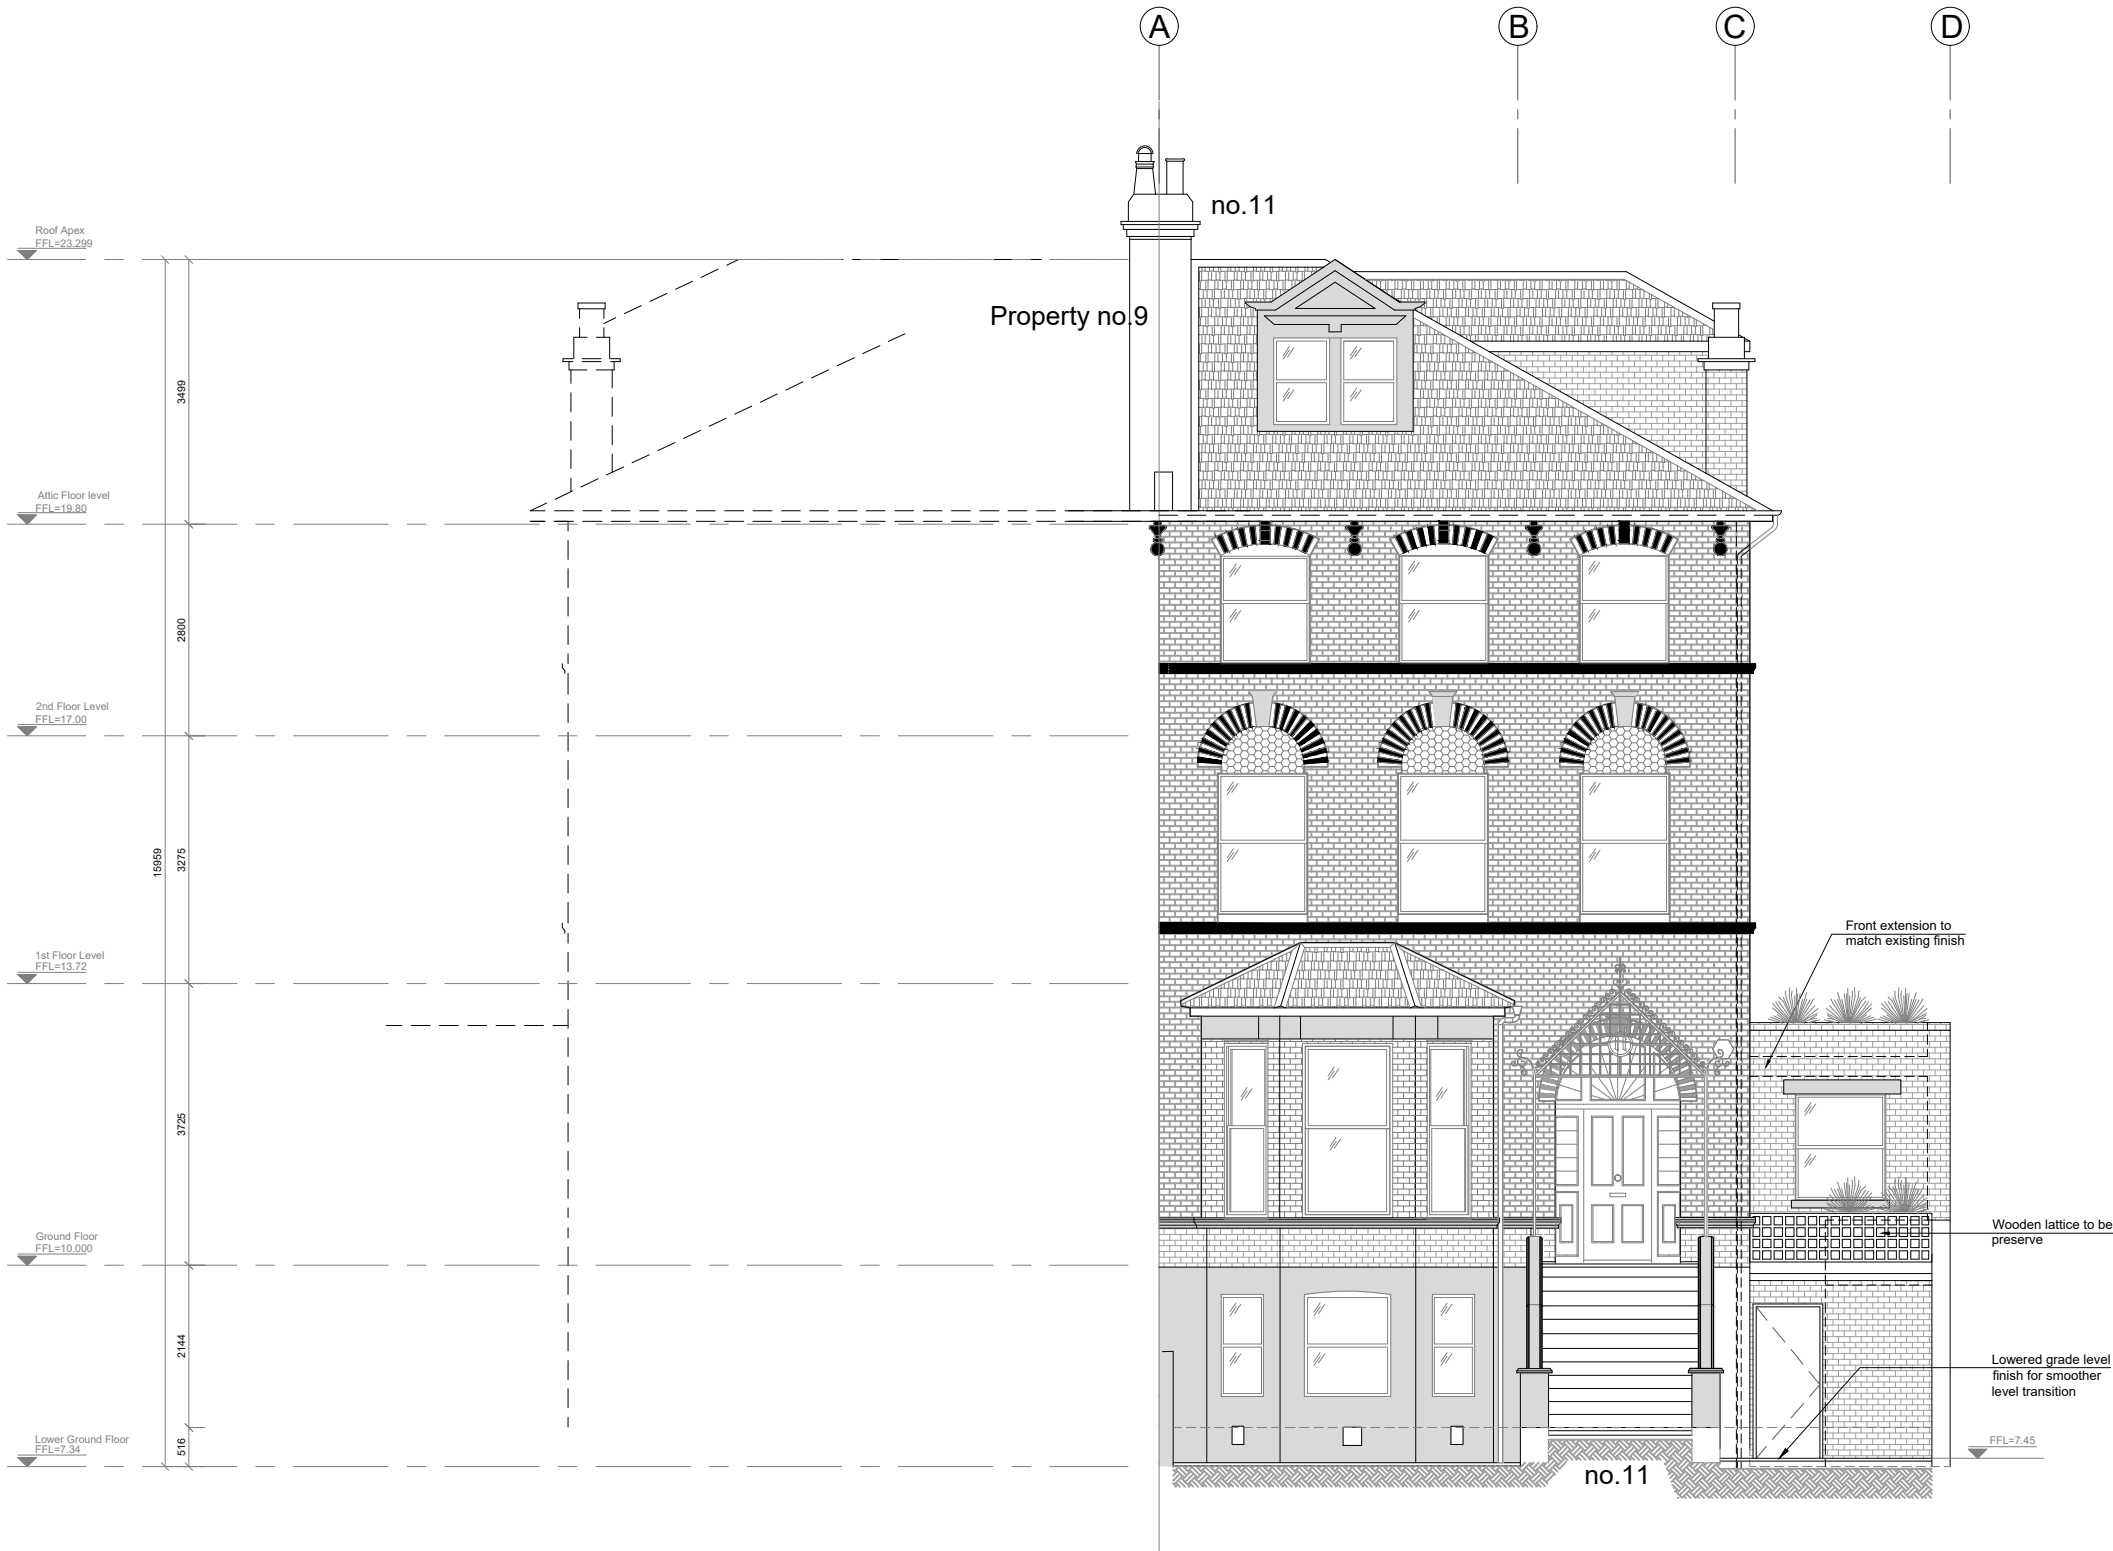 A
B
C
D
no.11
Roof Apex
FFL=23.299
Property no.9
3499
Attic Floor level
FFL=19.80
2800
2nd Floor Level
FFL=17.00
15959
3275
Front extension to
match existing finish
1st Floor Level
FFL=13.72
3725
Wooden lattice to be
preserve
Ground Floor
FFL=10.000
2144
Lowered grade level
finish for smoother
level transition
Lower Ground Floor
FFL=7.34
516
FFL=7.45
no.11